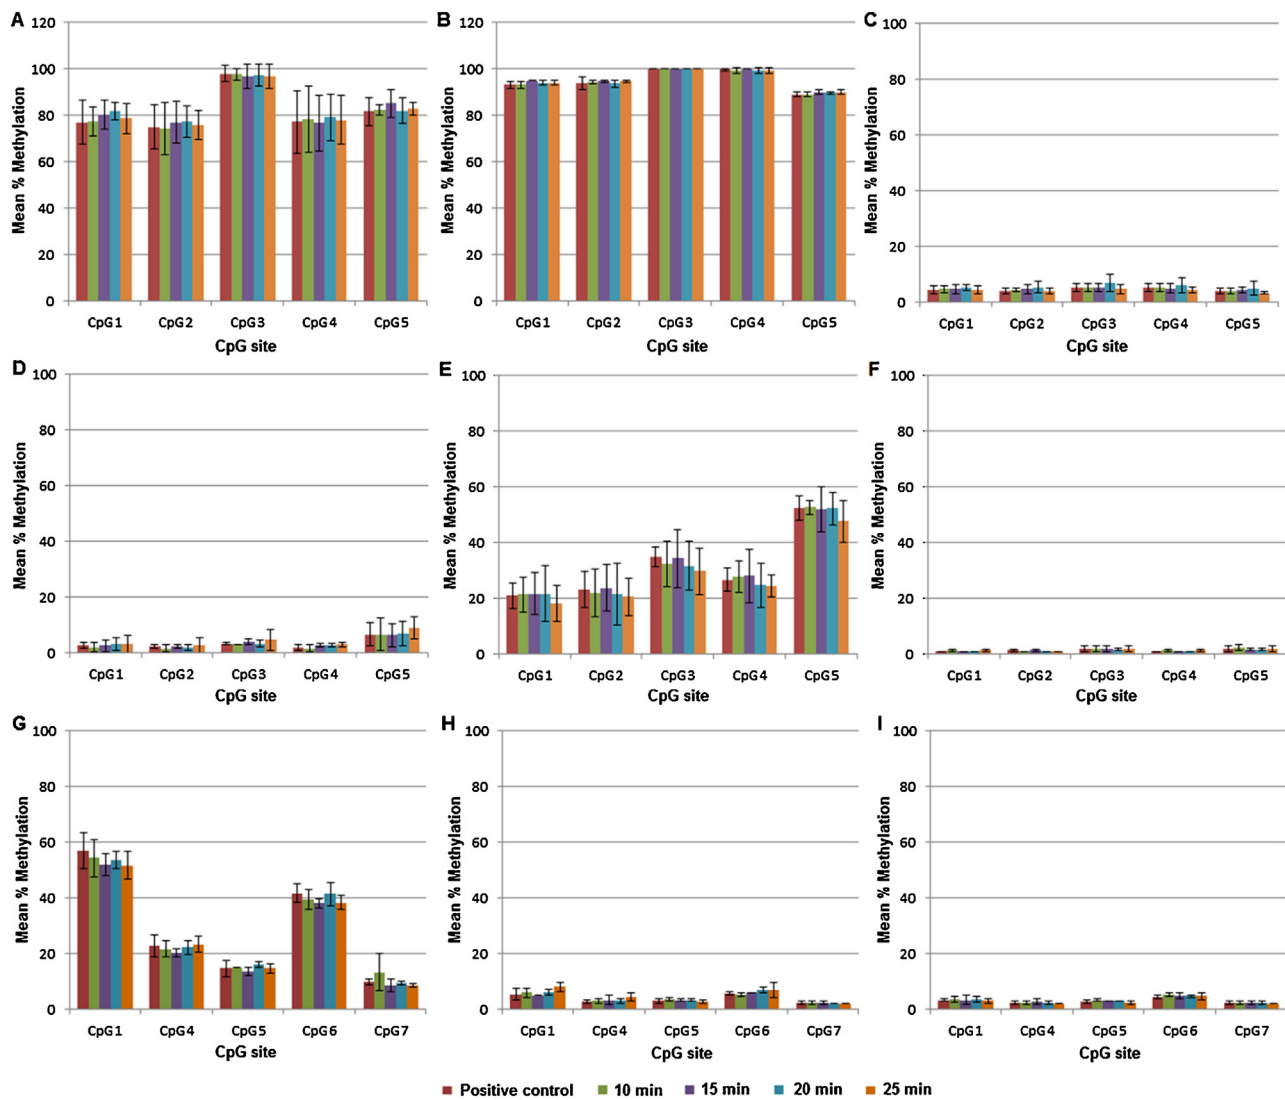 A
120
100
80
60
40
20
0
Mean % Methylation
CpG1 CpG2 CpG3 CpG4 CpG5
CpG site
B
120
100
80
60
40
20
0
Mean % Methylation
CpG1 CpG2 CpG3 CpG4 CpG5
CpG site
C
100
80
60
40
20
0
Mean % Methylation
CpG1 CpG2 CpG3 CpG4 CpG5
CpG site
D
100
80
60
40
20
0
Mean % Methylation
CpG1 CpG2 CpG3 CpG4 CpG5
CpG site
E
100
80
60
40
20
0
Mean % Methylation
CpG1 CpG2 CpG3 CpG4 CpG5
CpG site
F
100
80
60
40
20
0
Mean % Methylation
CpG1 CpG2 CpG3 CpG4 CpG5
CpG site
G
100
80
60
40
20
0
Mean % Methylation
CpG1 CpG4 CpG5 CpG6 CpG7
CpG site
H
100
80
60
40
20
0
Mean % Methylation
CpG1 CpG4 CpG5 CpG6 CpG7
CpG site
I
100
80
60
40
20
0
Mean % Methylation
CpG1 CpG4 CpG5 CpG6 CpG7
CpG site
Positive control 10 min 15 min 20 min 25 min